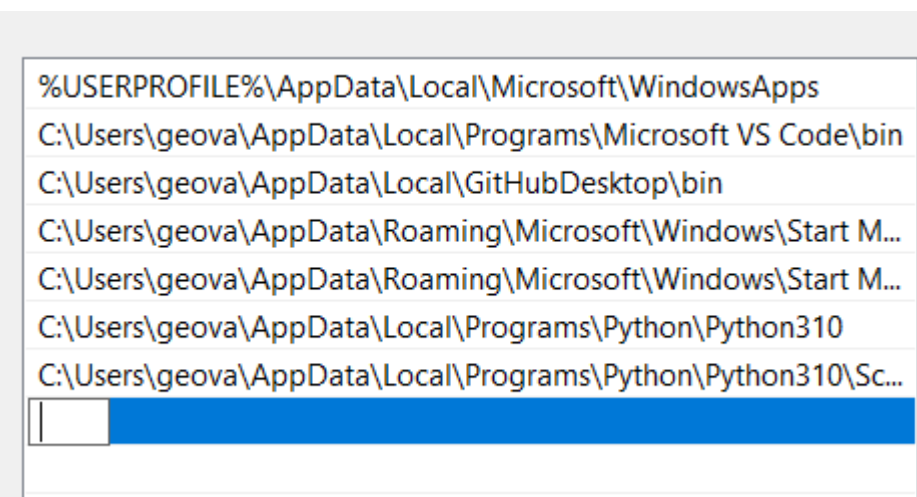 %USERPROFILE%\AppData\Local\Microsoft\WindowsApps
C:\Users\geova\AppData\Local\Programs\Microsoft VS Code\bin
C:\Users\geova\AppData\Local\GitHubDesktop\bin
C:\Users\geova\AppData\Roaming\Microsoft\Windows\Start M...
C:\Users\geova\AppData\Roaming\Microsoft\Windows\Start M...
C:\Users\geova\AppData\Local\Programs\Python\Python310
C:\Users\geova\AppData\Local\Programs\Python\Python310\Sc...